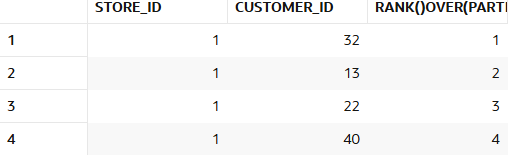 STORE_ID CUSTOMER_ID RANK()OVER(PARTI
1 1 32 1
2 1 13 2
3 1 22 3
4 1 40 4